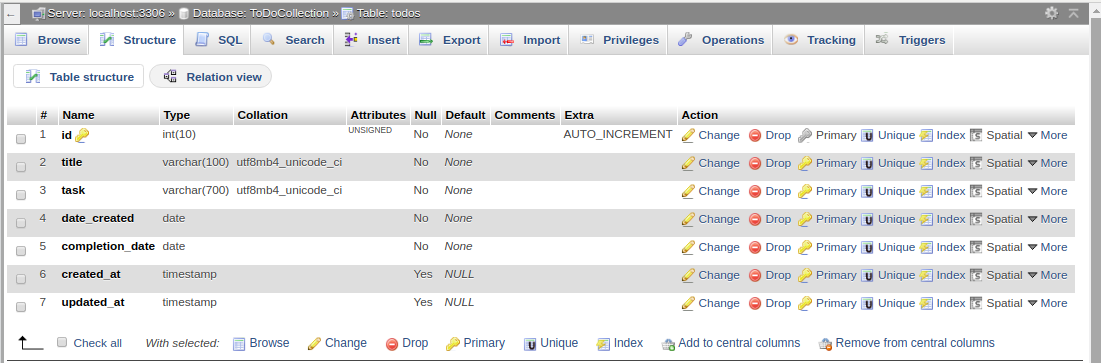 ← Server: localhost:3306 » Database: ToDoCollection » Table: todos
Browse Structure SQL Search Insert Export Import Privileges Operations Tracking Triggers
Table structure Relation view
# Name Type Collation Attributes Null Default Comments Extra Action
1 id int(10) UNSIGNED No None AUTO_INCREMENT Change Drop Primary Unique Index Spatial More
2 title varchar(100) utf8mb4_unicode_ci No None Change Drop Primary Unique Index Spatial More
3 task varchar(700) utf8mb4_unicode_ci No None Change Drop Primary Unique Index Spatial More
4 date_created date No None Change Drop Primary Unique Index Spatial More
5 completion_date date No None Change Drop Primary Unique Index Spatial More
6 created_at timestamp Yes NULL Change Drop Primary Unique Index Spatial More
7 updated_at timestamp Yes NULL Change Drop Primary Unique Index Spatial More
Check all With selected: Browse Change Drop Primary Unique Index Add to central columns Remove from central columns